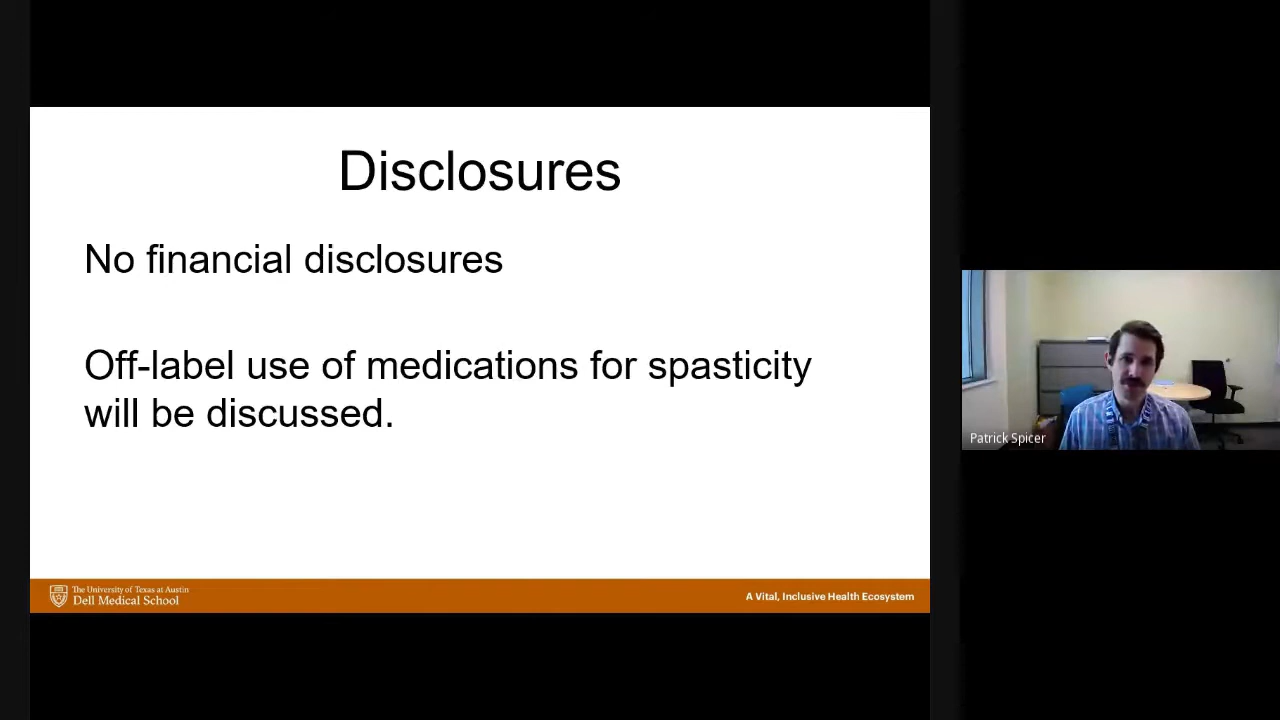 Disclosures
No financial disclosures
Off-label use of medications for spasticity
will be discussed.
The University of Texas at Austin
Dell Medical School
A Vital, Inclusive Health Ecosystem
Patrick Spicer